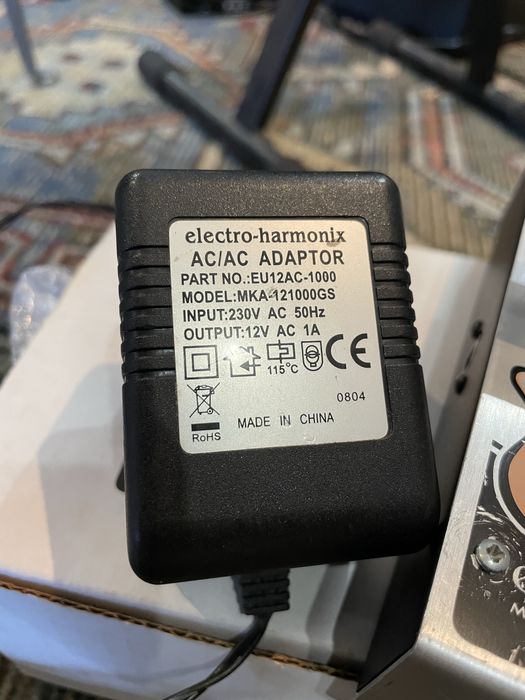 electro-harmonix
AC/AC ADAPTOR
PART NO.:EU12AC-1000
MODEL:MKA-121000GS
INPUT:230V AC 50Hz
OUTPUT:12V AC 1A
115°C
CE
0804
RoHS
MADE IN CHINA